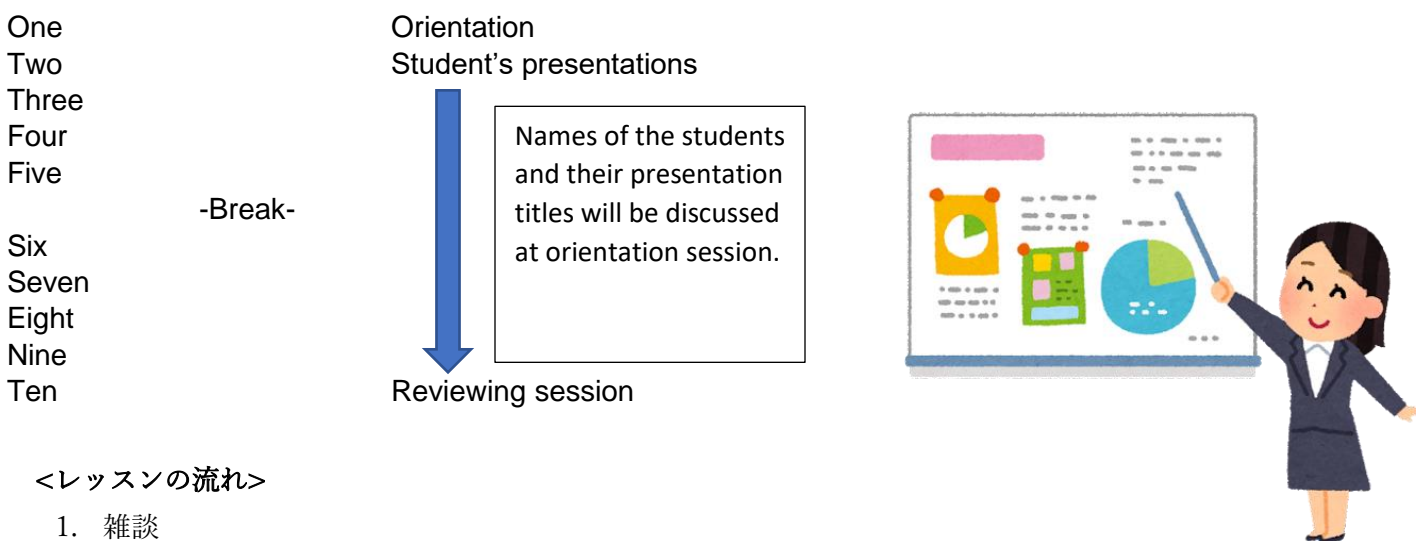 One Orientation
Two Student’s presentations
Three
Four
Five
-Break-
Six
Seven
Eight
Nine
Ten Reviewing session
Names of the students
and their presentation
titles will be discussed
at orientation session.
<レッスンの流れ>
1. 雑談